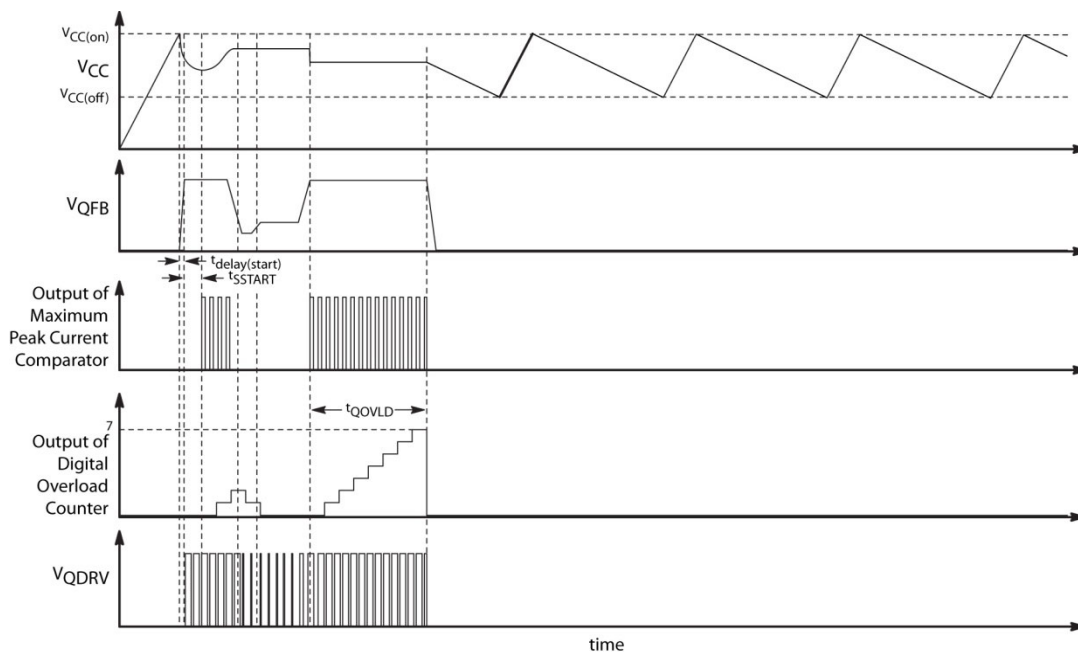 VCC(on)
VCC
VCC(off)
VQFB
tdelay(start)
tSSTART
Output of
Maximum
Peak Current
Comparator
tQOVLD
7
Output of
Digital
Overload
Counter
VQDRV
time